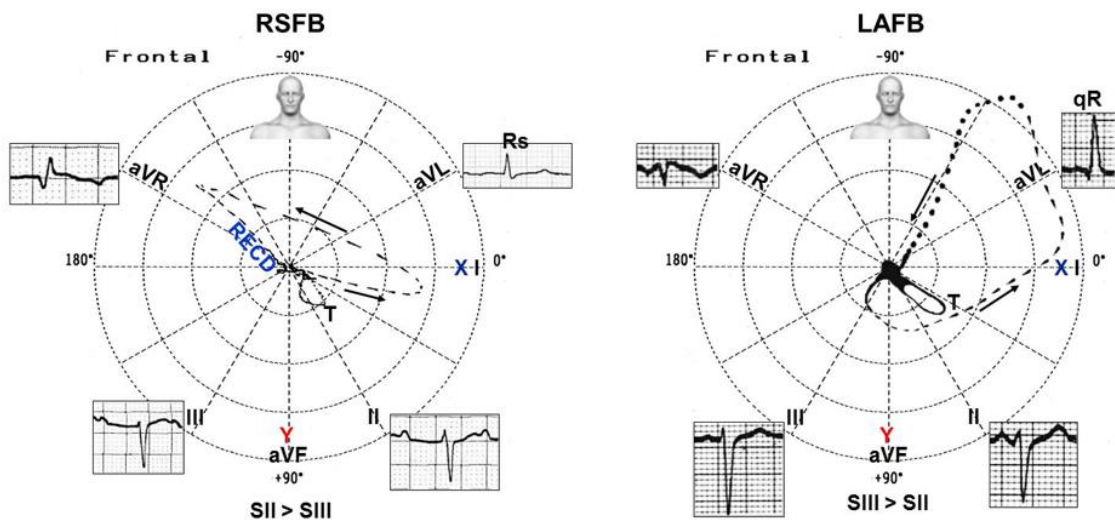 RSFB
Frontal
-90°
aVR
Rs
aVL
RECD
180°
X I 0°
T
III
II
Y
aVF
+90°
SII > SIII
LAFB
Frontal
-90°
qR
aVR
aVL
180°
X I 0°
T
III
II
Y
aVF
+90°
SIII > SII